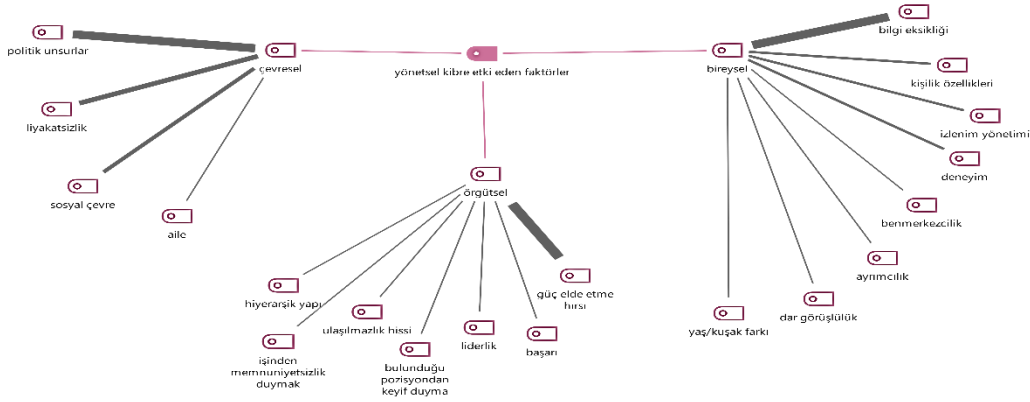 bilgi eksikliği
politik unsurlar
çevresel
yönetsel kibre etki eden faktörler
bireysel
kişilik özellikleri
liyakatsizlik
izlenim yönetimi
deneyim
sosyal çevre
örgütsel
aile
benmerkezcilik
ayrımcılık
hiyerarşik yapı
güç elde etme
hırsı
ulaşılmazlık hissi
liderlik
başarı
yaş/kuşak farkı
dar görüşlülük
işinden
memnuniyetsizlik
duymak
bulunduğu
pozisyondan
keyif duyma